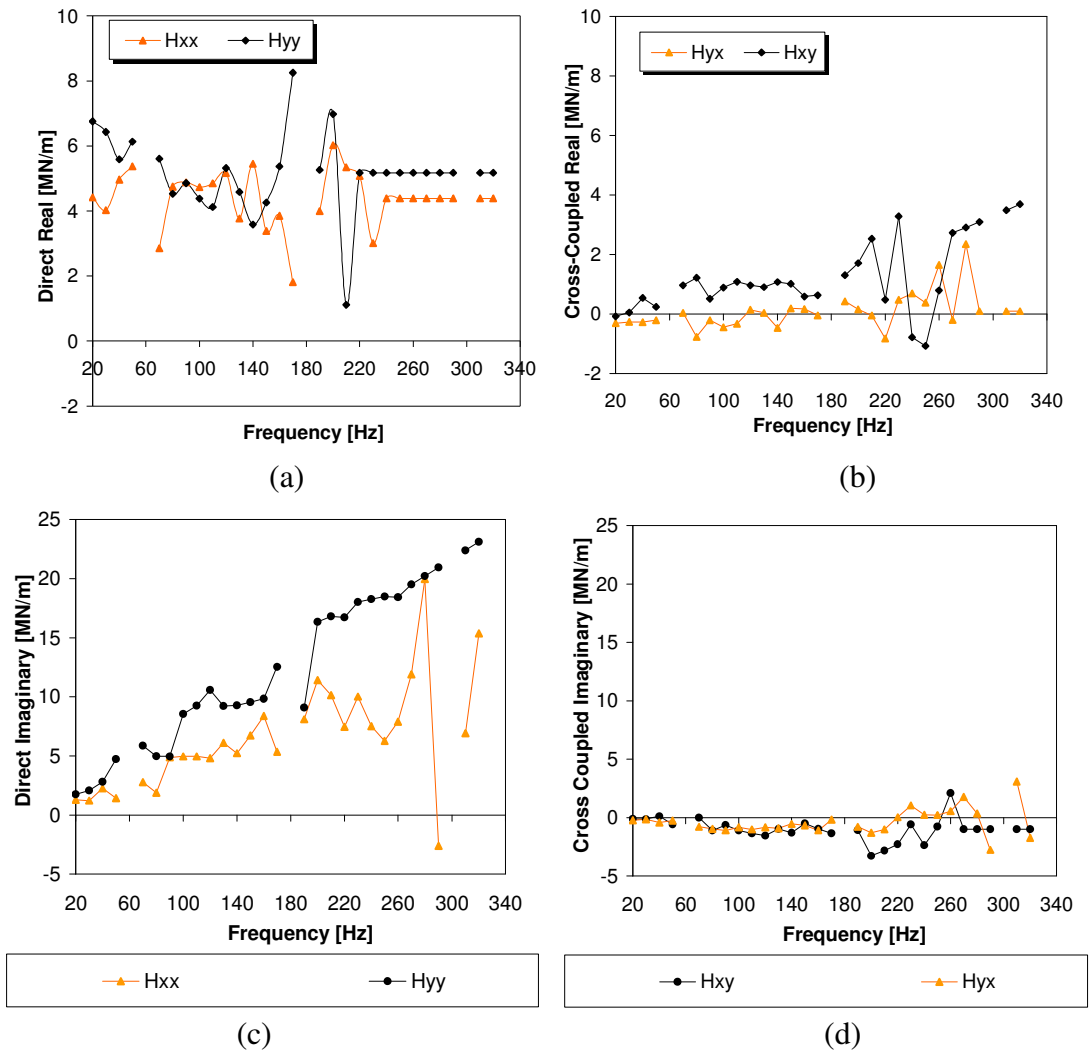 Hxx Hyy
Direct Real [MN/m]
10
8
6
4
2
0
-2
20 60 100 140 180 220 260 300 340
Frequency [Hz]
(a)
Hyx Hxy
Cross-Coupled Real [MN/m]
10
8
6
4
2
0
-2
20 60 100 140 180 220 260 300 340
Frequency [Hz]
(b)
Direct Imaginary [MN/m]
25
20
15
10
5
0
-5
20 60 100 140 180 220 260 300 340
Frequency [Hz]
Hxx Hyy
(c)
Cross Coupled Imaginary [MN/m]
25
20
15
10
5
0
-5
20 60 100 140 180 220 260 300 340
Frequency [Hz]
Hxy Hyx
(d)